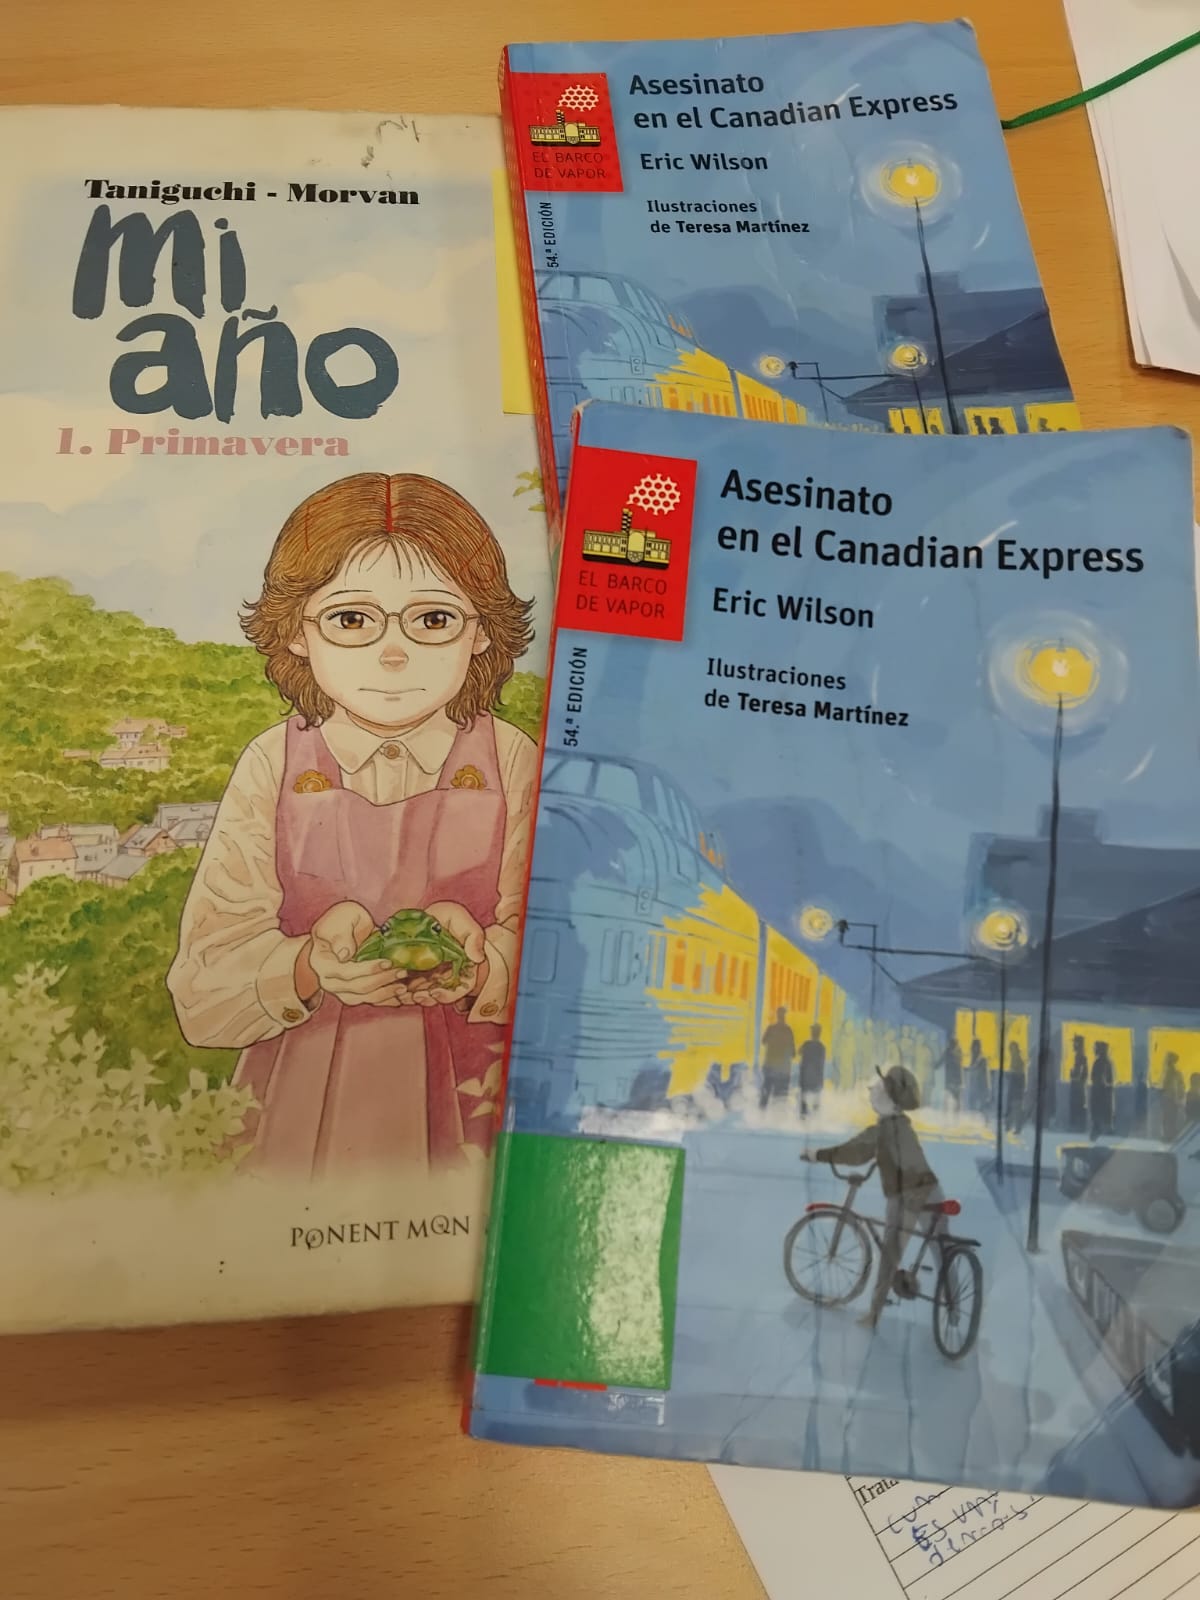 Taniguchi - Morvan
mi
año
1. Primavera
PONENT MON
Asesinato
en el Canadian Express
Eric Wilson
Ilustraciones
de Teresa Martínez
EL BARCO
DE VAPOR
54.ª EDICIÓN
Asesinato
en el Canadian Express
Eric Wilson
Ilustraciones
de Teresa Martínez
EL BARCO
DE VAPOR
54.ª EDICIÓN